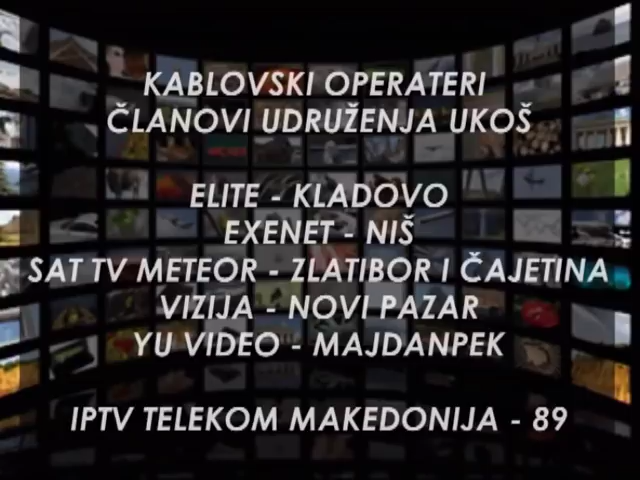 KABLOVSKI OPERATERI
ČLANOVI UDRUŽENJA UKOŠ
ELITE - KLADOVO
EXENET - NIŠ
SAT TV METEOR - ZLATIBOR I ČAJETINA
VIZIJA - NOVI PAZAR
YU VIDEO - MAJDANPEK
IPTV TELEKOM MAKEDONIJA - 89